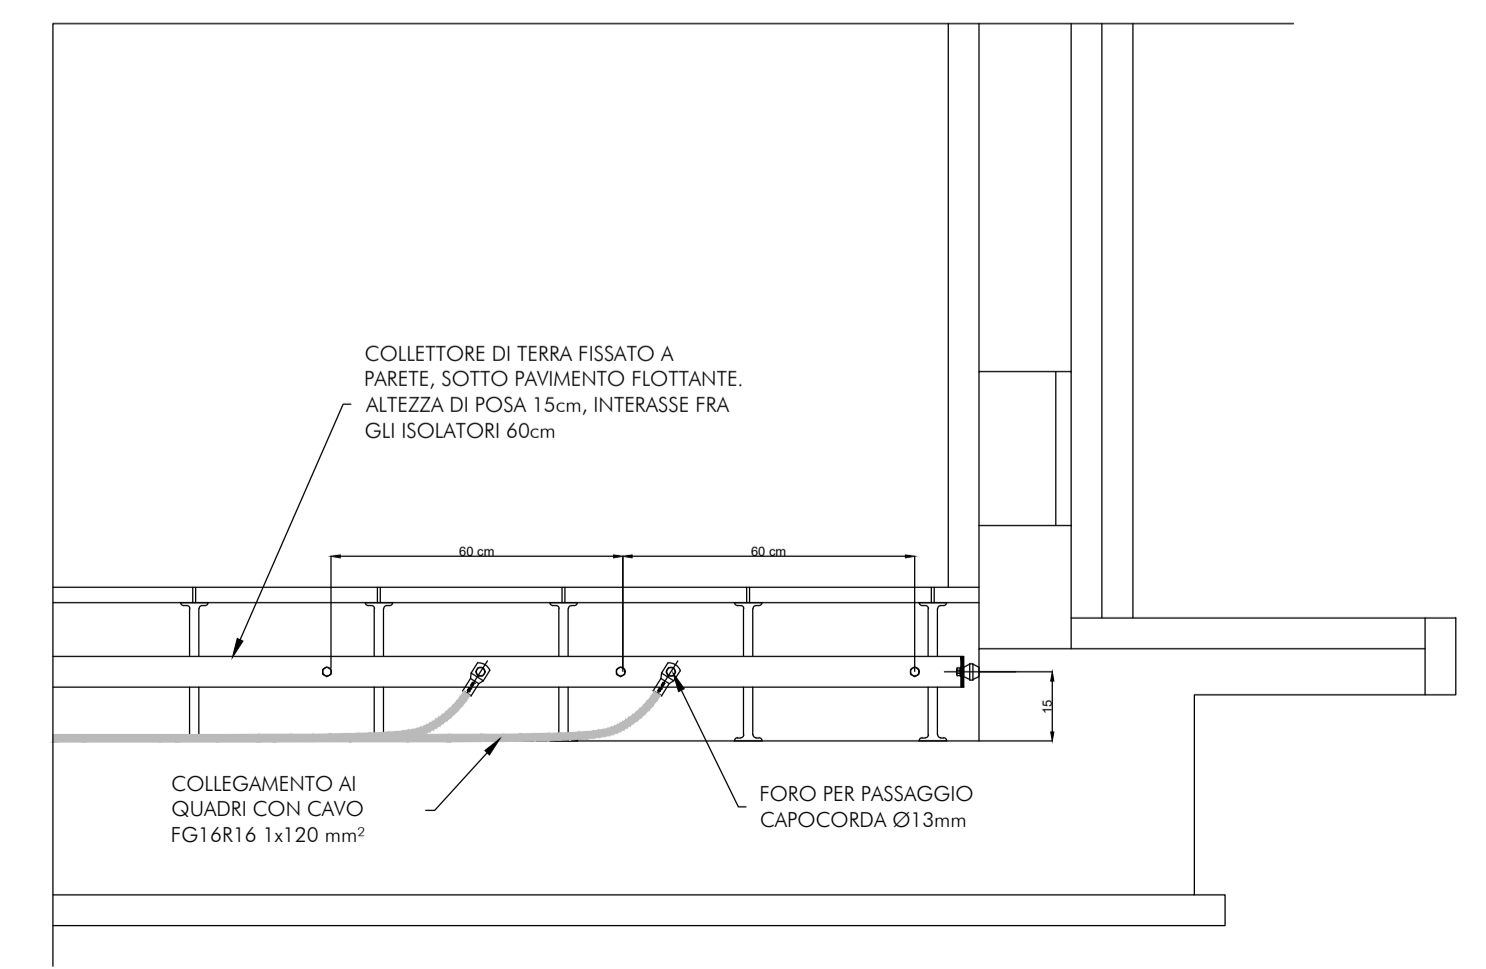 COLLETTORE DI TERRA FISSATO A
PARETE, SOTTO PAVIMENTO FLOTTANTE.
ALTEZZA DI POSA 15cm, INTERASSE FRA
GLI ISOLATORI 60cm
60 cm
60 cm
15
COLLEGAMENTO AI
QUADRI CON CAVO
FG16R16 1x120 mm²
FORO PER PASSAGGIO
CAPOCORDA Ø13mm